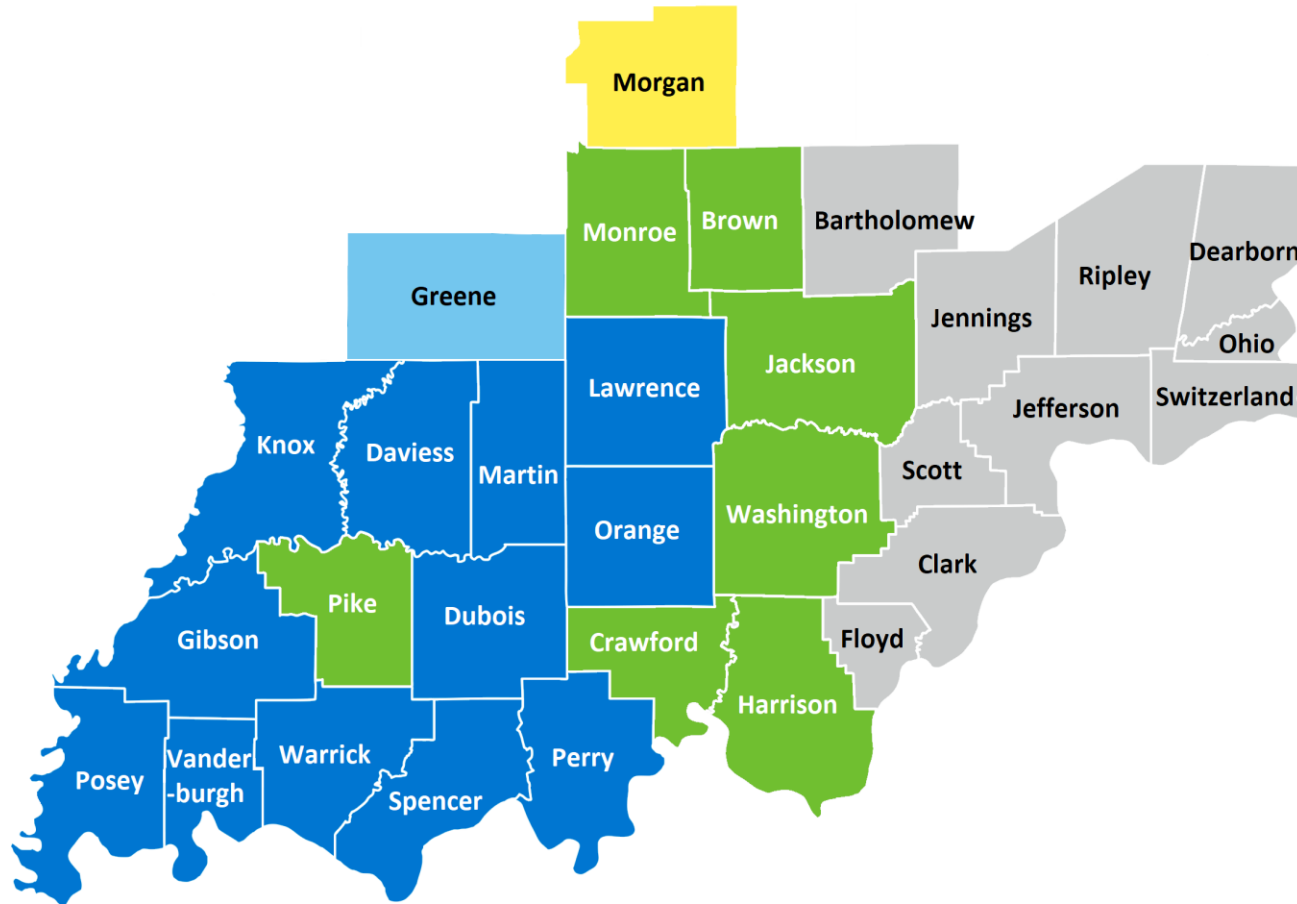 Morgan
Monroe
Brown
Bartholomew
Dearborn
Ripley
Greene
Jennings
Ohio
Jackson
Lawrence
Switzerland
Jefferson
Knox
Daviess
Martin
Scott
Orange
Washington
Clark
Pike
Dubois
Gibson
Crawford
Floyd
Harrison
Posey
Vander
-burgh
Warrick
Perry
Spencer